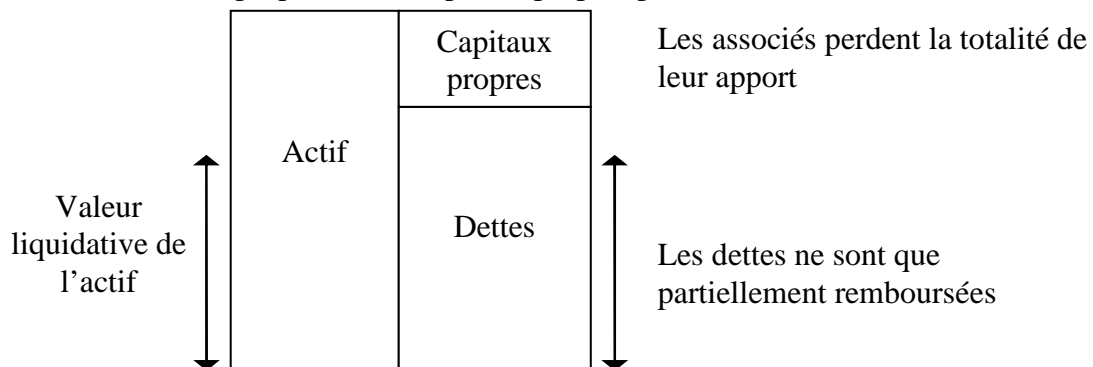 Capitaux
propres
Les associés perdent la totalité de
leur apport
Actif
Valeur
liquidative de
l’actif
Dettes
Les dettes ne sont que
partiellement remboursées